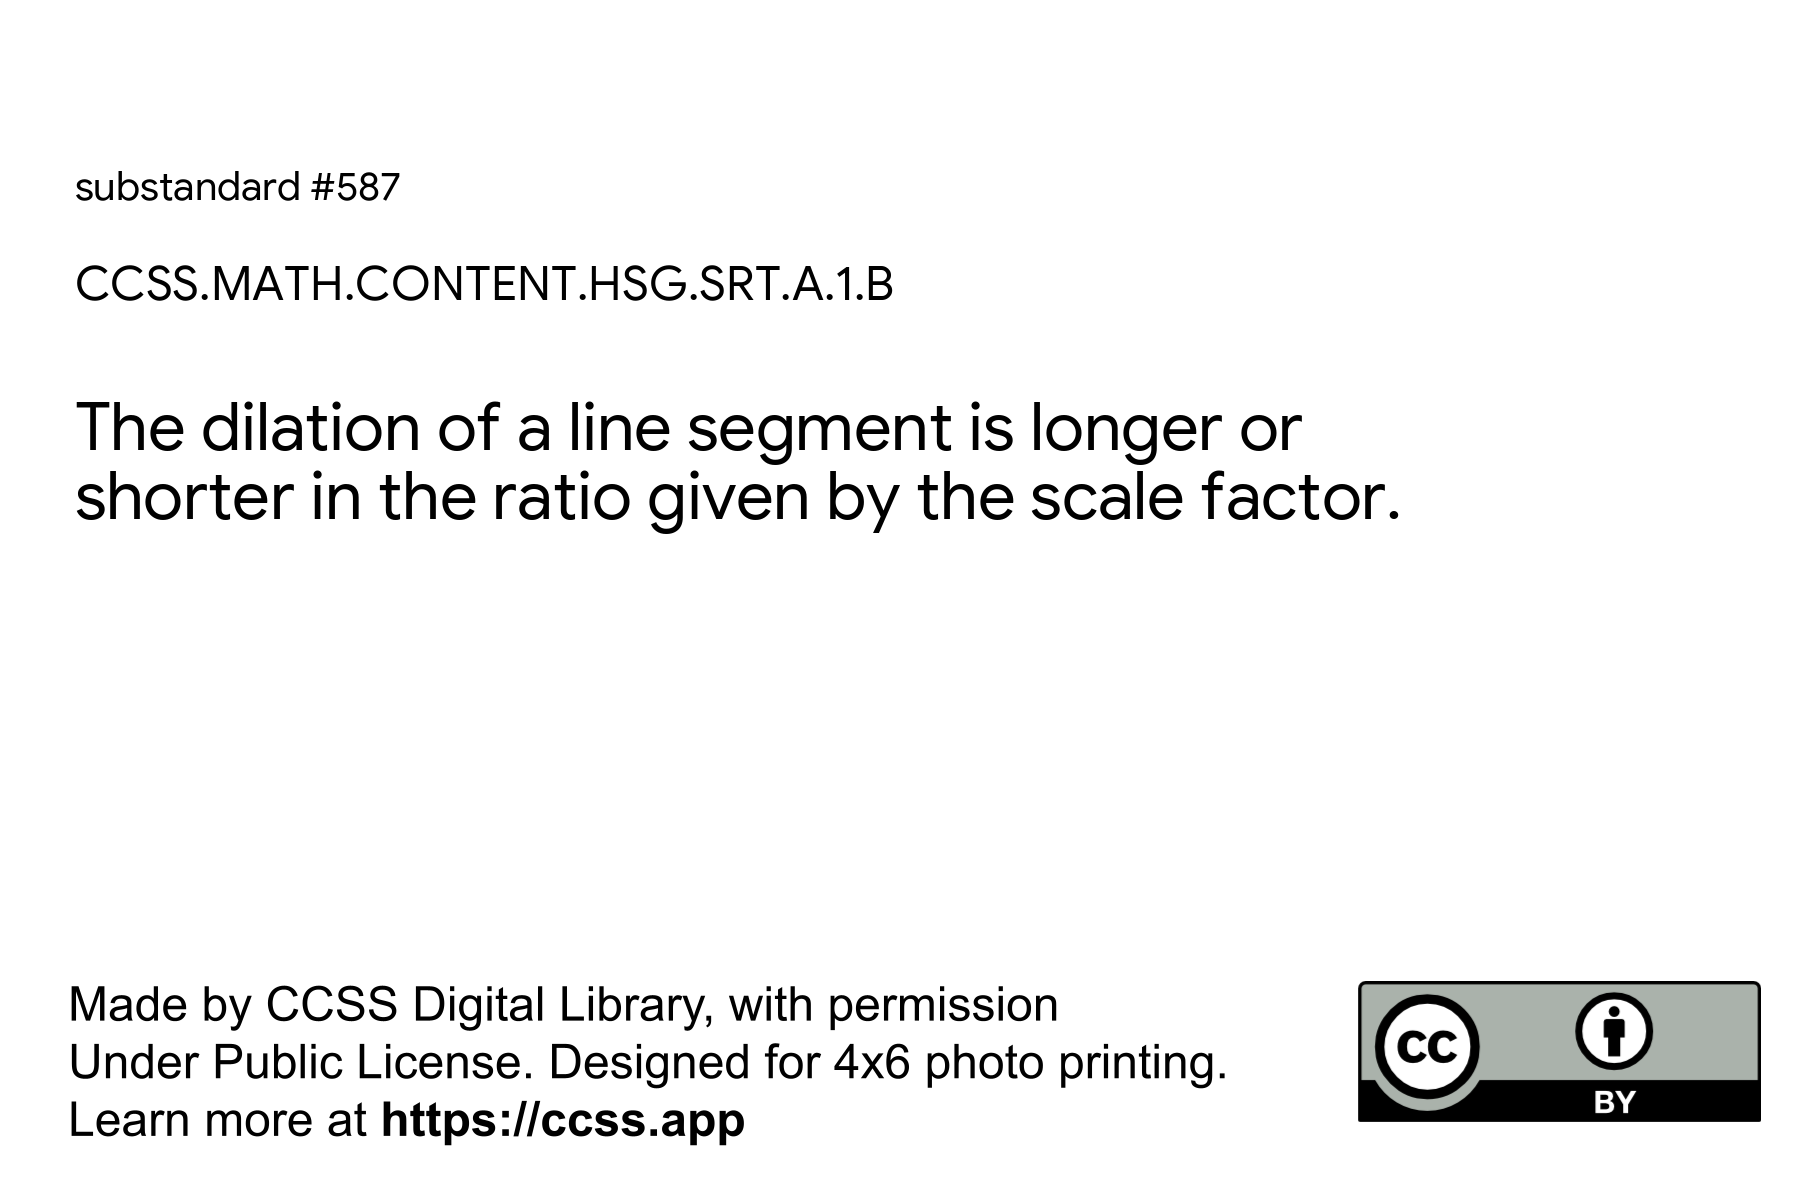 substandard #587
CCSS.MATH.CONTENT.HSG.SRT.A.1.B
The dilation of a line segment is longer or
shorter in the ratio given by the scale factor.
Made by CCSS Digital Library, with permission
Under Public License. Designed for 4x6 photo printing.
Learn more at https://ccss.app
cc
BY